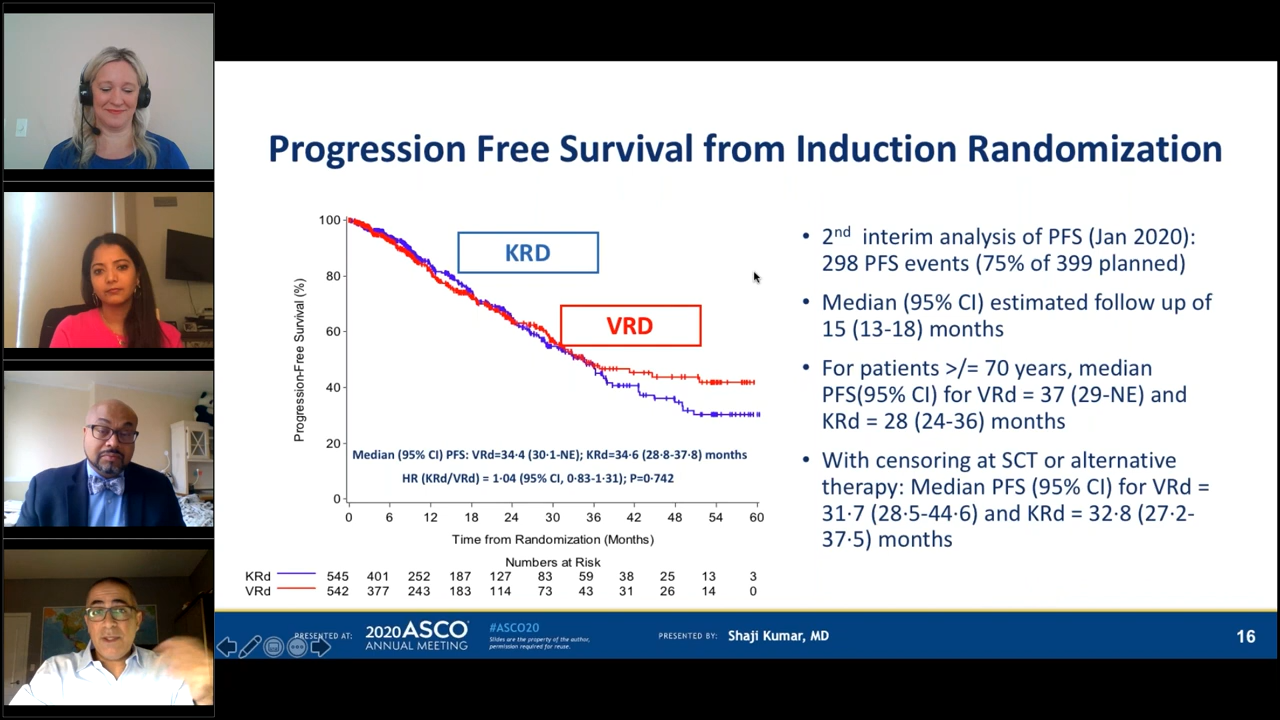 Progression Free Survival from Induction Randomization
Progression-Free Survival (%)
100
80
60
40
20
0
KRD
VRD
Median (95% CI) PFS: VRd=34·4 (30·1-NE); KRd=34·6 (28·8-37·8) months
HR (KRd/VRd) = 1·04 (95% CI, 0·83-1·31); P=0·742
0 6 12 18 24 30 36 42 48 54 60
Time from Randomization (Months)
Numbers at Risk
KRd 545 401 252 187 127 83 59 38 25 13 3
VRd 542 377 243 183 114 73 43 31 26 14 0
• 2nd interim analysis of PFS (Jan 2020):
298 PFS events (75% of 399 planned)
• Median (95% CI) estimated follow up of
15 (13-18) months
• For patients >/= 70 years, median
PFS(95% CI) for VRd = 37 (29-NE) and
KRd = 28 (24-36) months
• With censoring at SCT or alternative
therapy: Median PFS (95% CI) for VRd =
31·7 (28·5-44·6) and KRd = 32·8 (27·2-
37·5) months
PRESENTED AT:
2020 ASCO
ANNUAL MEETING
#ASCO20
Slides are the property of the author,
permission required for reuse.
PRESENTED BY: Shaji Kumar, MD
16